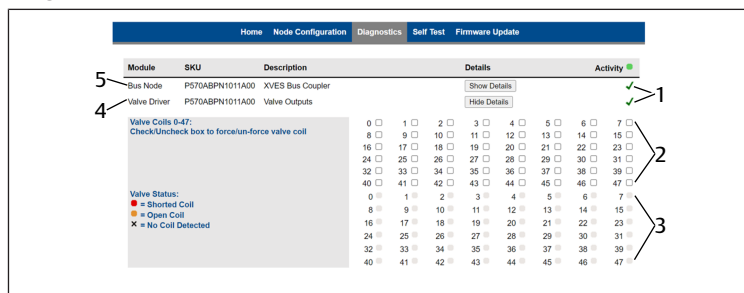 Home Node Configuration Diagnostics Self Test Firmware Update
Module SKU Description Details Activity
5 Bus Node P570ABPN1011A00 XVES Bus Coupler Show Details
1
4 Valve Driver P570ABPN1011A00 Valve Outputs Hide Details
Valve Coils 0-47: 0 1 2 3 4 5 6 7
Check/Uncheck box to force/un-force valve coil
8 9 10 11 12 13 14 15
16 17 18 19 20 21 22 23
2
24 25 26 27 28 29 30 31
32 33 34 35 36 37 38 39
40 41 42 43 44 45 46 47
Valve Status: 0 1 2 3 4 5 6 7
= Shorted Coil
8 9 10 11 12 13 14 15
= Open Coil
16 17 18 19 20 21 22 23
× = No Coil Detected
3
24 25 26 27 28 29 30 31
32 33 34 35 36 37 38 39
40 41 42 43 44 45 46 47